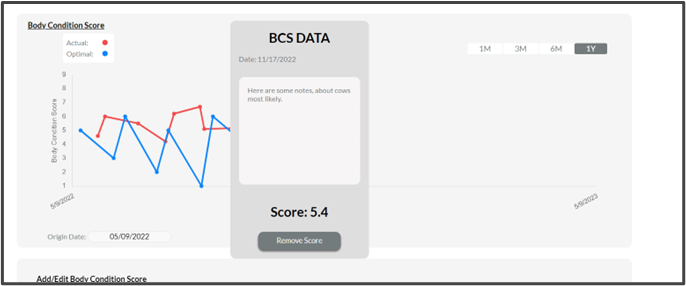 Body Condition Score
Actual:
Optimal:
1M 3M 6M 1Y
9
8
7
6
5
4
3
2
1
Body Condition Score
5/9/2022
5/9/2023
Origin Date: 05/09/2022
BCS DATA
Date: 11/17/2022
Here are some notes, about cows
most likely.
Score: 5.4
Remove Score
Add/Edit Body Condition Score